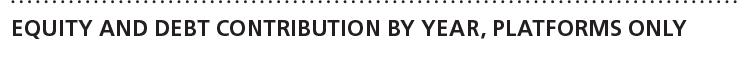 EQUITY AND DEBT CONTRIBUTION BY YEAR, PLATFORMS ONLY